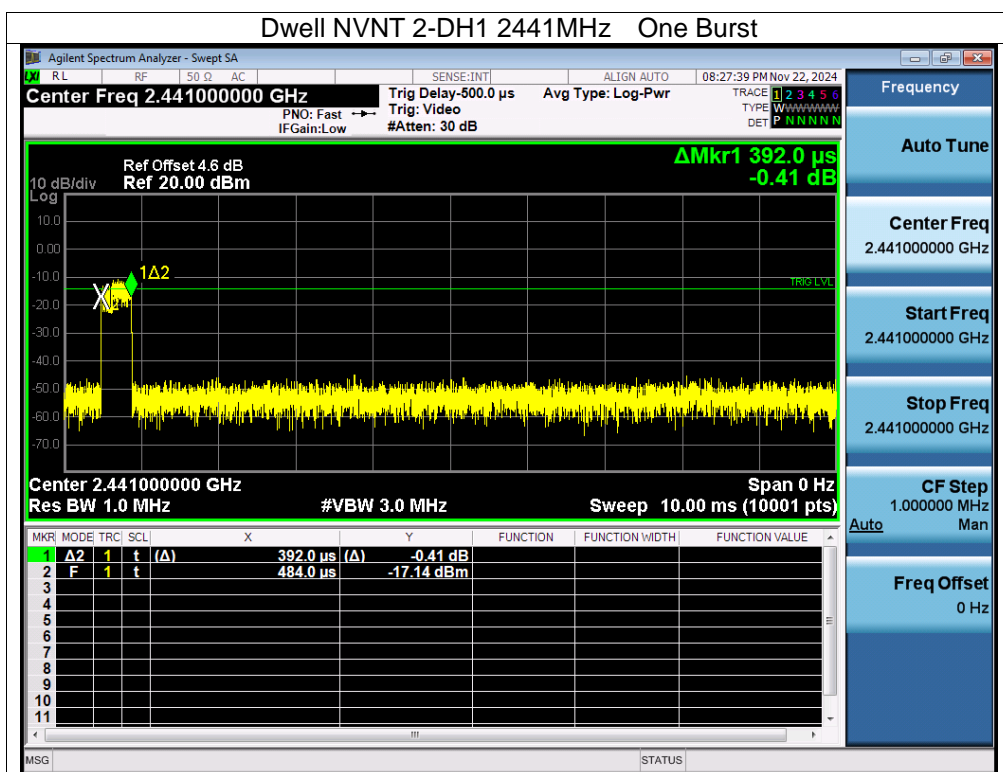 Dwell NVNT 2-DH1 2441MHz One Burst
Agilent Spectrum Analyzer - Swept SA
LXI RL RF 50 Ω AC SENSE:INT ALIGN AUTO 08:27:39 PM Nov 22, 2024
Center Freq 2.441000000 GHz
PNO: Fast
IFGain:Low
Trig Delay-500.0 µs
Trig: Video
#Atten: 30 dB
Avg Type: Log-Pwr
TRACE 1 2 3 4 5 6
TYPE WWWWWW
DET P N N N N N
ΔMkr1 392.0 µs
-0.41 dB
Ref Offset 4.6 dB
10 dB/div Ref 20.00 dBm
Log
10.0
0.00
-10.0
-20.0
-30.0
-40.0
-50.0
-60.0
-70.0
1Δ2
TRIG LVL
Center 2.441000000 GHz Span 0 Hz
Res BW 1.0 MHz #VBW 3.0 MHz Sweep 10.00 ms (10001 pts)
MKR MODE TRC SCL X Y FUNCTION FUNCTION WIDTH FUNCTION VALUE
1 Δ2 1 t (Δ) 392.0 µs (Δ) -0.41 dB
2 F 1 t 484.0 µs -17.14 dBm
3
4
5
6
7
8
9
10
11
MSG STATUS
Frequency
Auto Tune
Center Freq
2.441000000 GHz
Start Freq
2.441000000 GHz
Stop Freq
2.441000000 GHz
CF Step
1.000000 MHz
Auto Man
Freq Offset
0 Hz